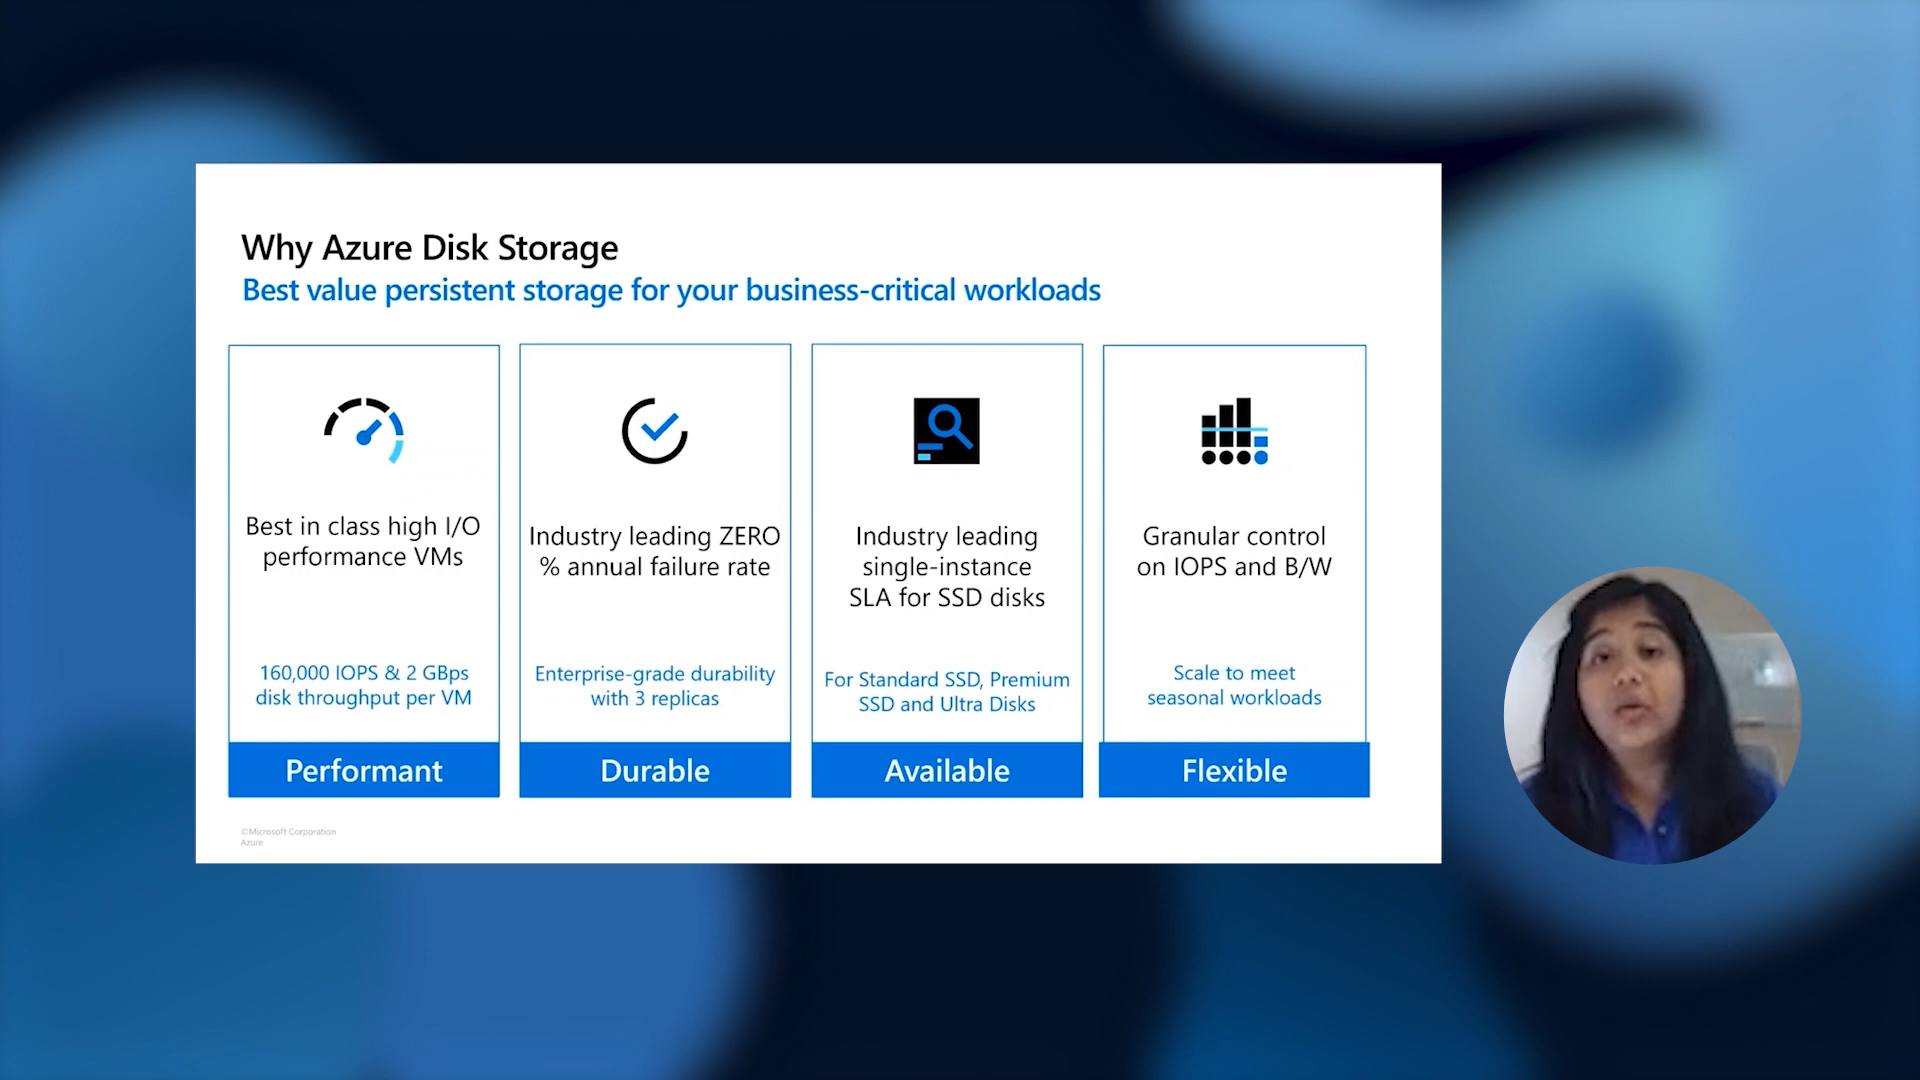 Why Azure Disk Storage
Best value persistent storage for your business-critical workloads
Best in class high I/O
performance VMs
160,000 IOPS & 2 GBps
disk throughput per VM
Performant
Industry leading ZERO
% annual failure rate
Enterprise-grade durability
with 3 replicas
Durable
Industry leading
single-instance
SLA for SSD disks
For Standard SSD, Premium
SSD and Ultra Disks
Available
Granular control
on IOPS and B/W
Scale to meet
seasonal workloads
Flexible
©Microsoft Corporation
Azure